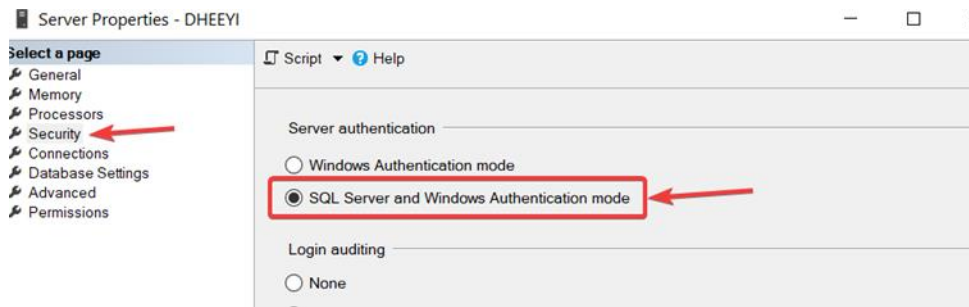 Server Properties - DHEEYI
Select a page
General
Memory
Processors
Security
Connections
Database Settings
Advanced
Permissions
Script
Help
Server authentication
Windows Authentication mode
SQL Server and Windows Authentication mode
Login auditing
None